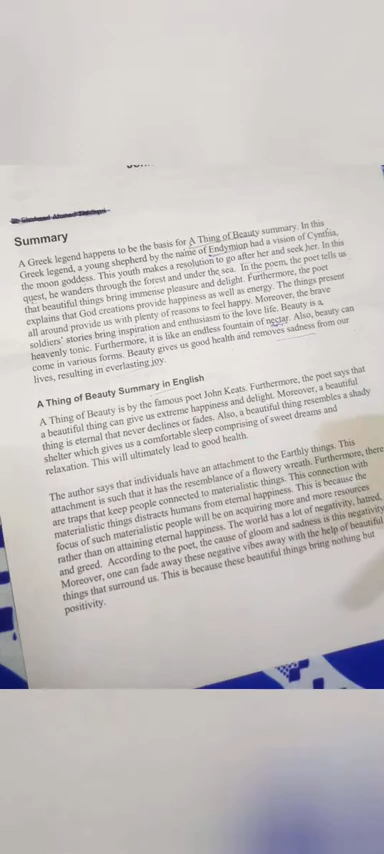 Summary
A Greek legend happens to be the basis for A Thing of Beauty summary. In this
Greek legend, a young shepherd by the name of Endymion had a vision of Cynthia,
the moon goddess. This youth makes a resolution to go after her and seek her. In this
quest, he wanders through the forest and under the sea. In the poem, the poet tells us
that beautiful things bring immense pleasure and delight. Furthermore, the poet
explains that God creations provide happiness as well as energy. The things present
all around provide us with plenty of reasons to feel happy. Moreover, the brave
soldiers' stories bring inspiration and enthusiasm to the love life. Beauty is a
heavenly tonic. Furthermore, it is like an endless fountain of nectar. Also, beauty can
come in various forms. Beauty gives us good health and removes sadness from our
lives, resulting in everlasting joy.
A Thing of Beauty Summary in English
A Thing of Beauty is by the famous poet John Keats. Furthermore, the poet says that
a beautiful thing can give us extreme happiness and delight. Moreover, a beautiful
thing is eternal that never declines or fades. Also, a beautiful thing resembles a shady
shelter which gives us a comfortable sleep comprising of sweet dreams and
relaxation. This will ultimately lead to good health.
The author says that individuals have an attachment to the Earthly things. This
attachment is such that it has the resemblance of a flowery wreath. Furthermore, there
are traps that keep people connected to materialistic things. This connection with
materialistic things distracts humans from eternal happiness. This is because the
focus of such materialistic people will be on acquiring more and more resources
rather than on attaining eternal happiness. The world has a lot of negativity, hatred,
and greed. According to the poet, the cause of gloom and sadness is this negativity
Moreover, one can fade away these negative vibes away with the help of beautiful
things that surround us. This is because these beautiful things bring nothing but
positivity.